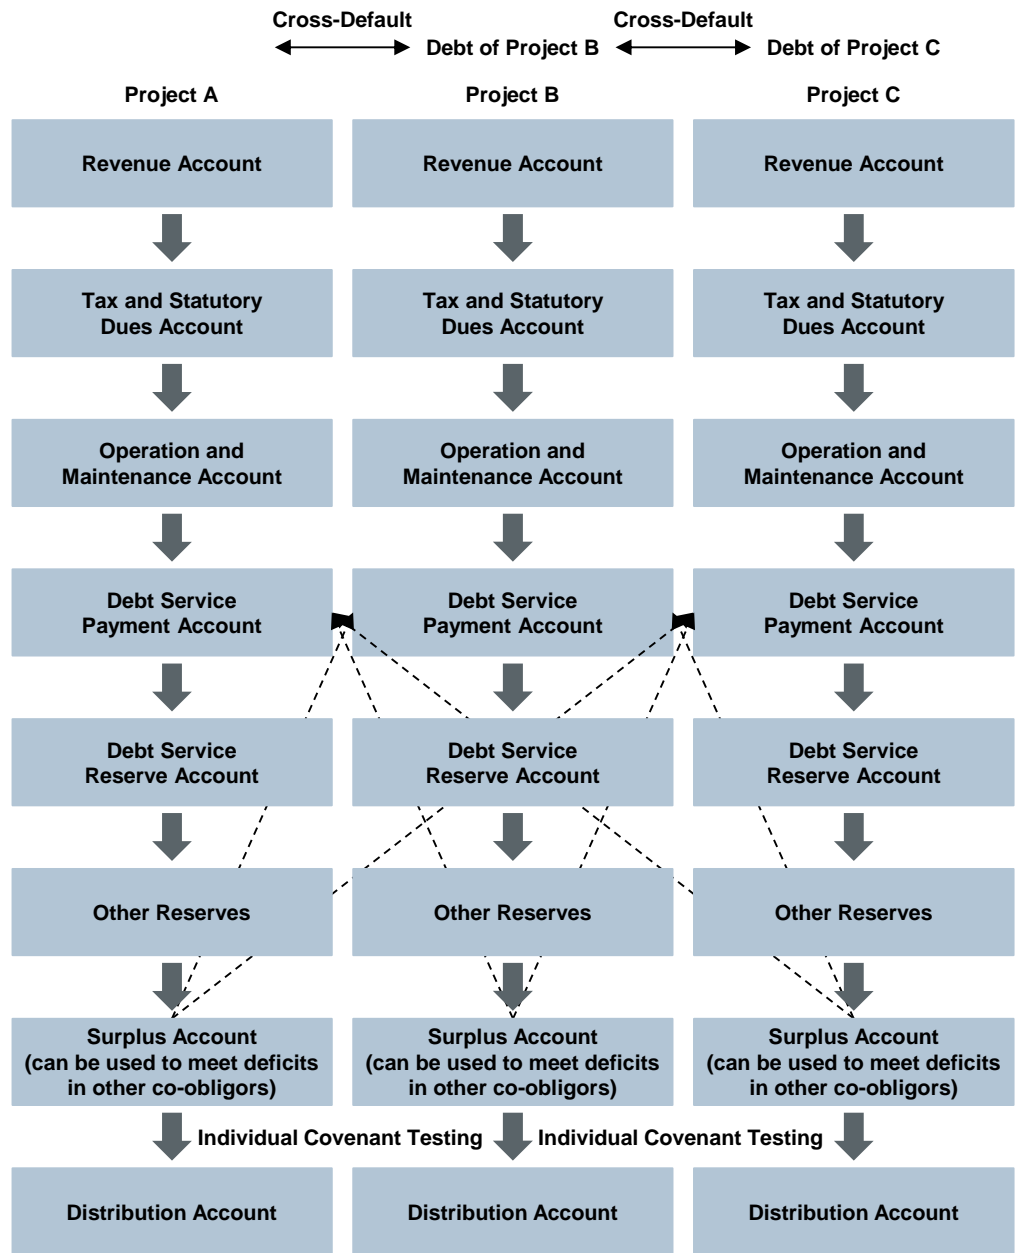 Cross-Default
Cross-Default
Debt of Project B
Debt of Project C
Project A
Project B
Project C
Revenue Account
Revenue Account
Revenue Account
Tax and Statutory
Dues Account
Tax and Statutory
Dues Account
Tax and Statutory
Dues Account
Operation and
Maintenance Account
Operation and
Maintenance Account
Operation and
Maintenance Account
Debt Service
Payment Account
Debt Service
Payment Account
Debt Service
Payment Account
Debt Service
Reserve Account
Debt Service
Reserve Account
Debt Service
Reserve Account
Other Reserves
Other Reserves
Other Reserves
Surplus Account
(can be used to meet deficits
in other co-obligors)
Surplus Account
(can be used to meet deficits
in other co-obligors)
Surplus Account
(can be used to meet deficits
in other co-obligors)
Individual Covenant Testing
Individual Covenant Testing
Distribution Account
Distribution Account
Distribution Account